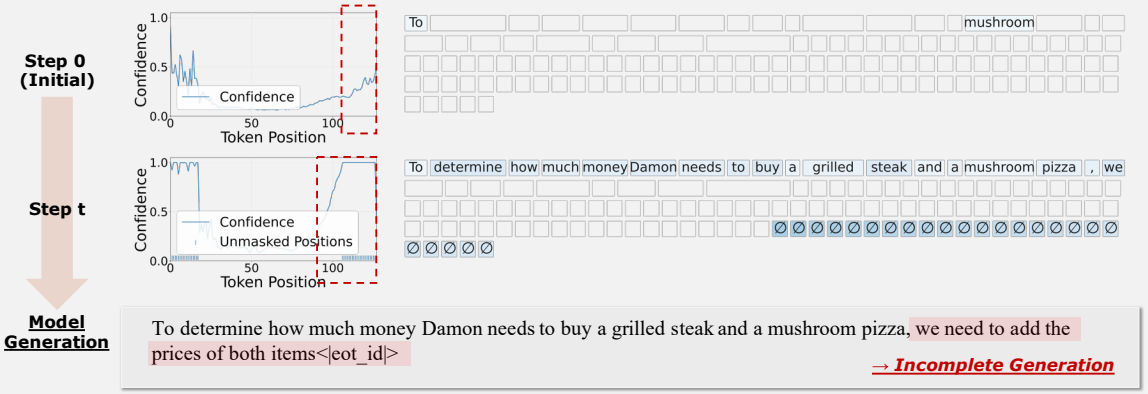 Step 0
(Initial)
Confidence
1.0
0.5
0.0
0
50
100
Token Position
Confidence
To mushroom
Step t
Confidence
1.0
0.5
0.0
0
50
100
Token Position
Confidence
Unmasked Positions
To determine how much money Damon needs to buy a grilled steak and a mushroom pizza , we
∅ ∅ ∅ ∅ ∅ ∅ ∅ ∅ ∅ ∅ ∅ ∅ ∅ ∅ ∅ ∅ ∅ ∅ ∅
∅ ∅ ∅ ∅ ∅
Model
Generation
To determine how much money Damon needs to buy a grilled steak and a mushroom pizza, we need to add the
prices of both items<|eot_id|>
→ Incomplete Generation